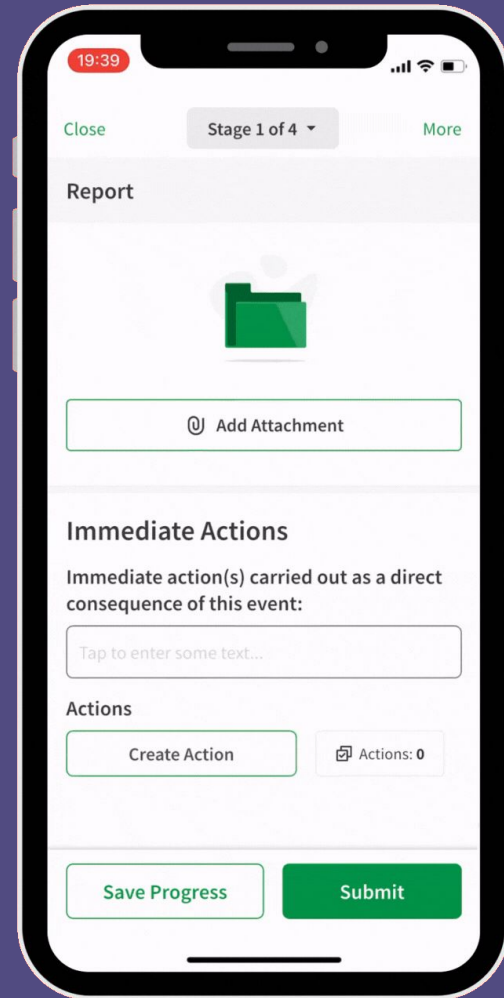 19:39
Close
Stage 1 of 4
More
Report
Add Attachment
Immediate Actions
Immediate action(s) carried out as a direct
consequence of this event:
Tap to enter some text...
Actions
Create Action
Actions: 0
Save Progress
Submit